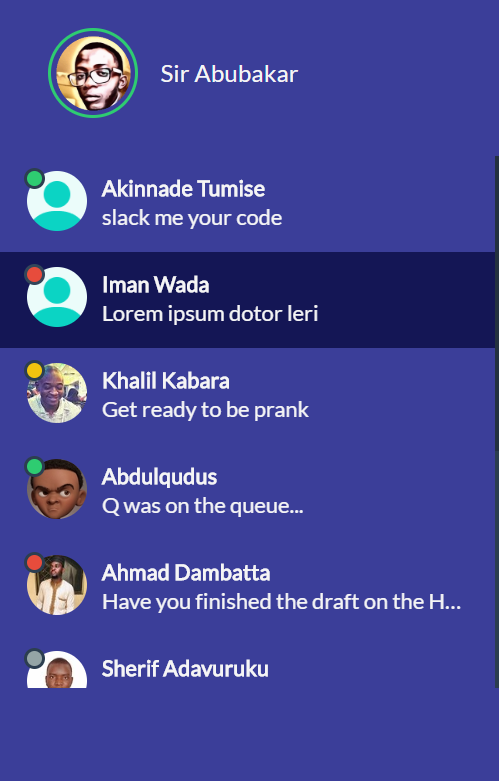 Sir Abubakar
Akinnade Tumise
slack me your code
Iman Wada
Lorem ipsum dotor leri
Khalil Kabara
Get ready to be prank
Abdulqudus
Q was on the queue...
Ahmad Dambatta
Have you finished the draft on the H...
Sherif Adavuruku